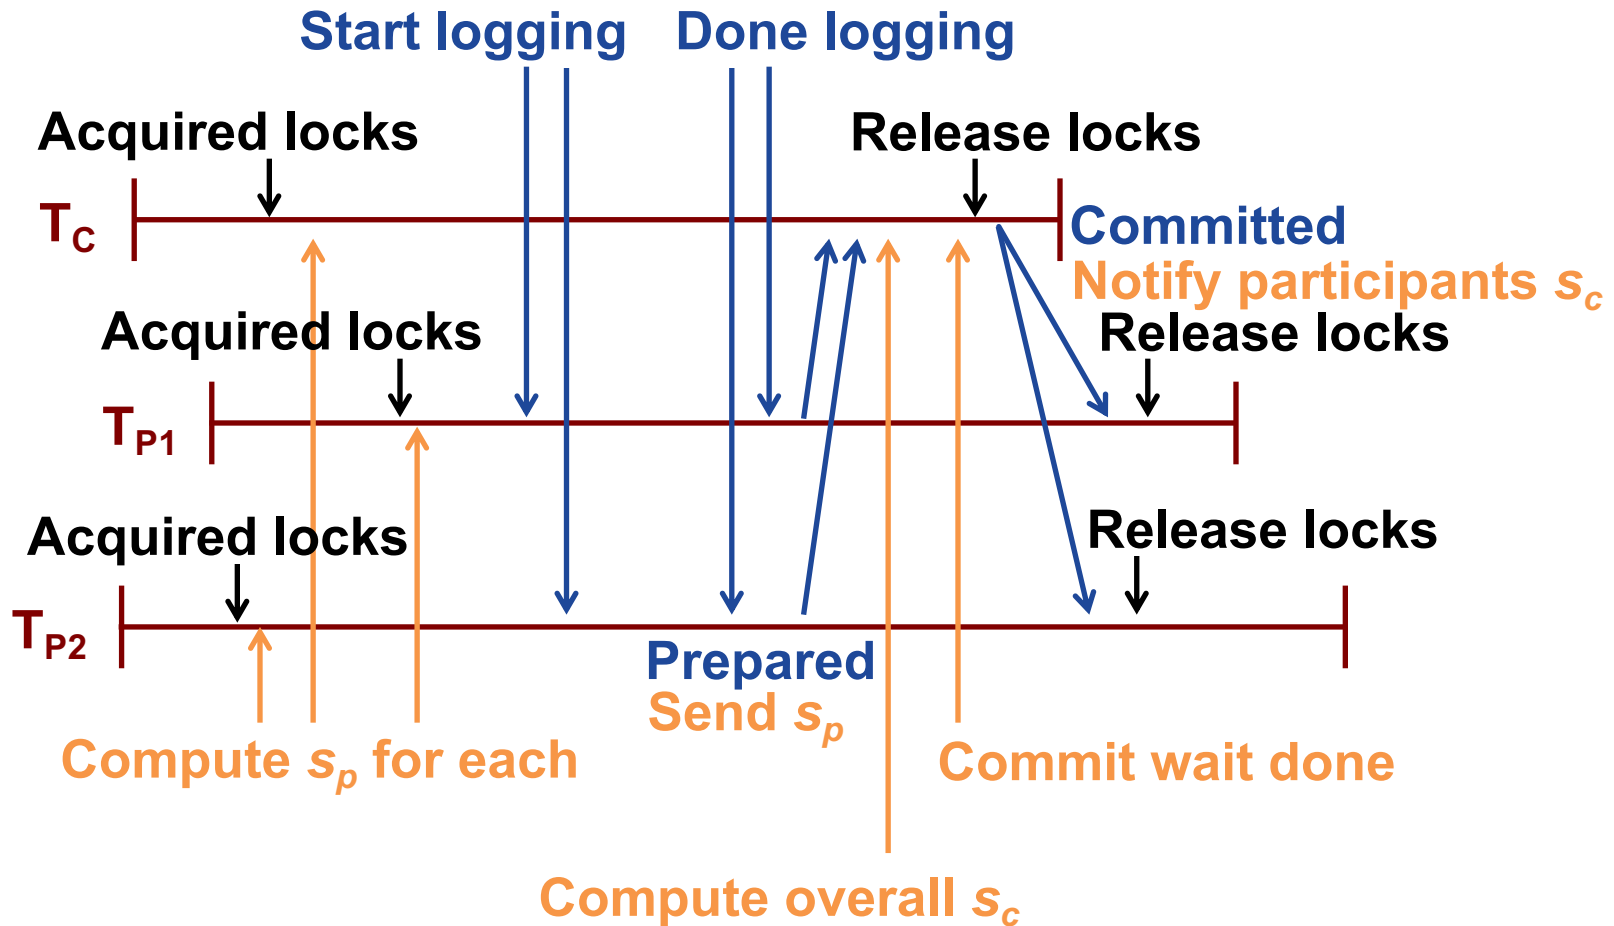 Start logging
Done logging
Acquired locks
Release locks
T_C
Committed
Notify participants s_c
Acquired locks
Release locks
T_P1
Acquired locks
Release locks
T_P2
Prepared
Send s_p
Compute s_p for each
Commit wait done
Compute overall s_c